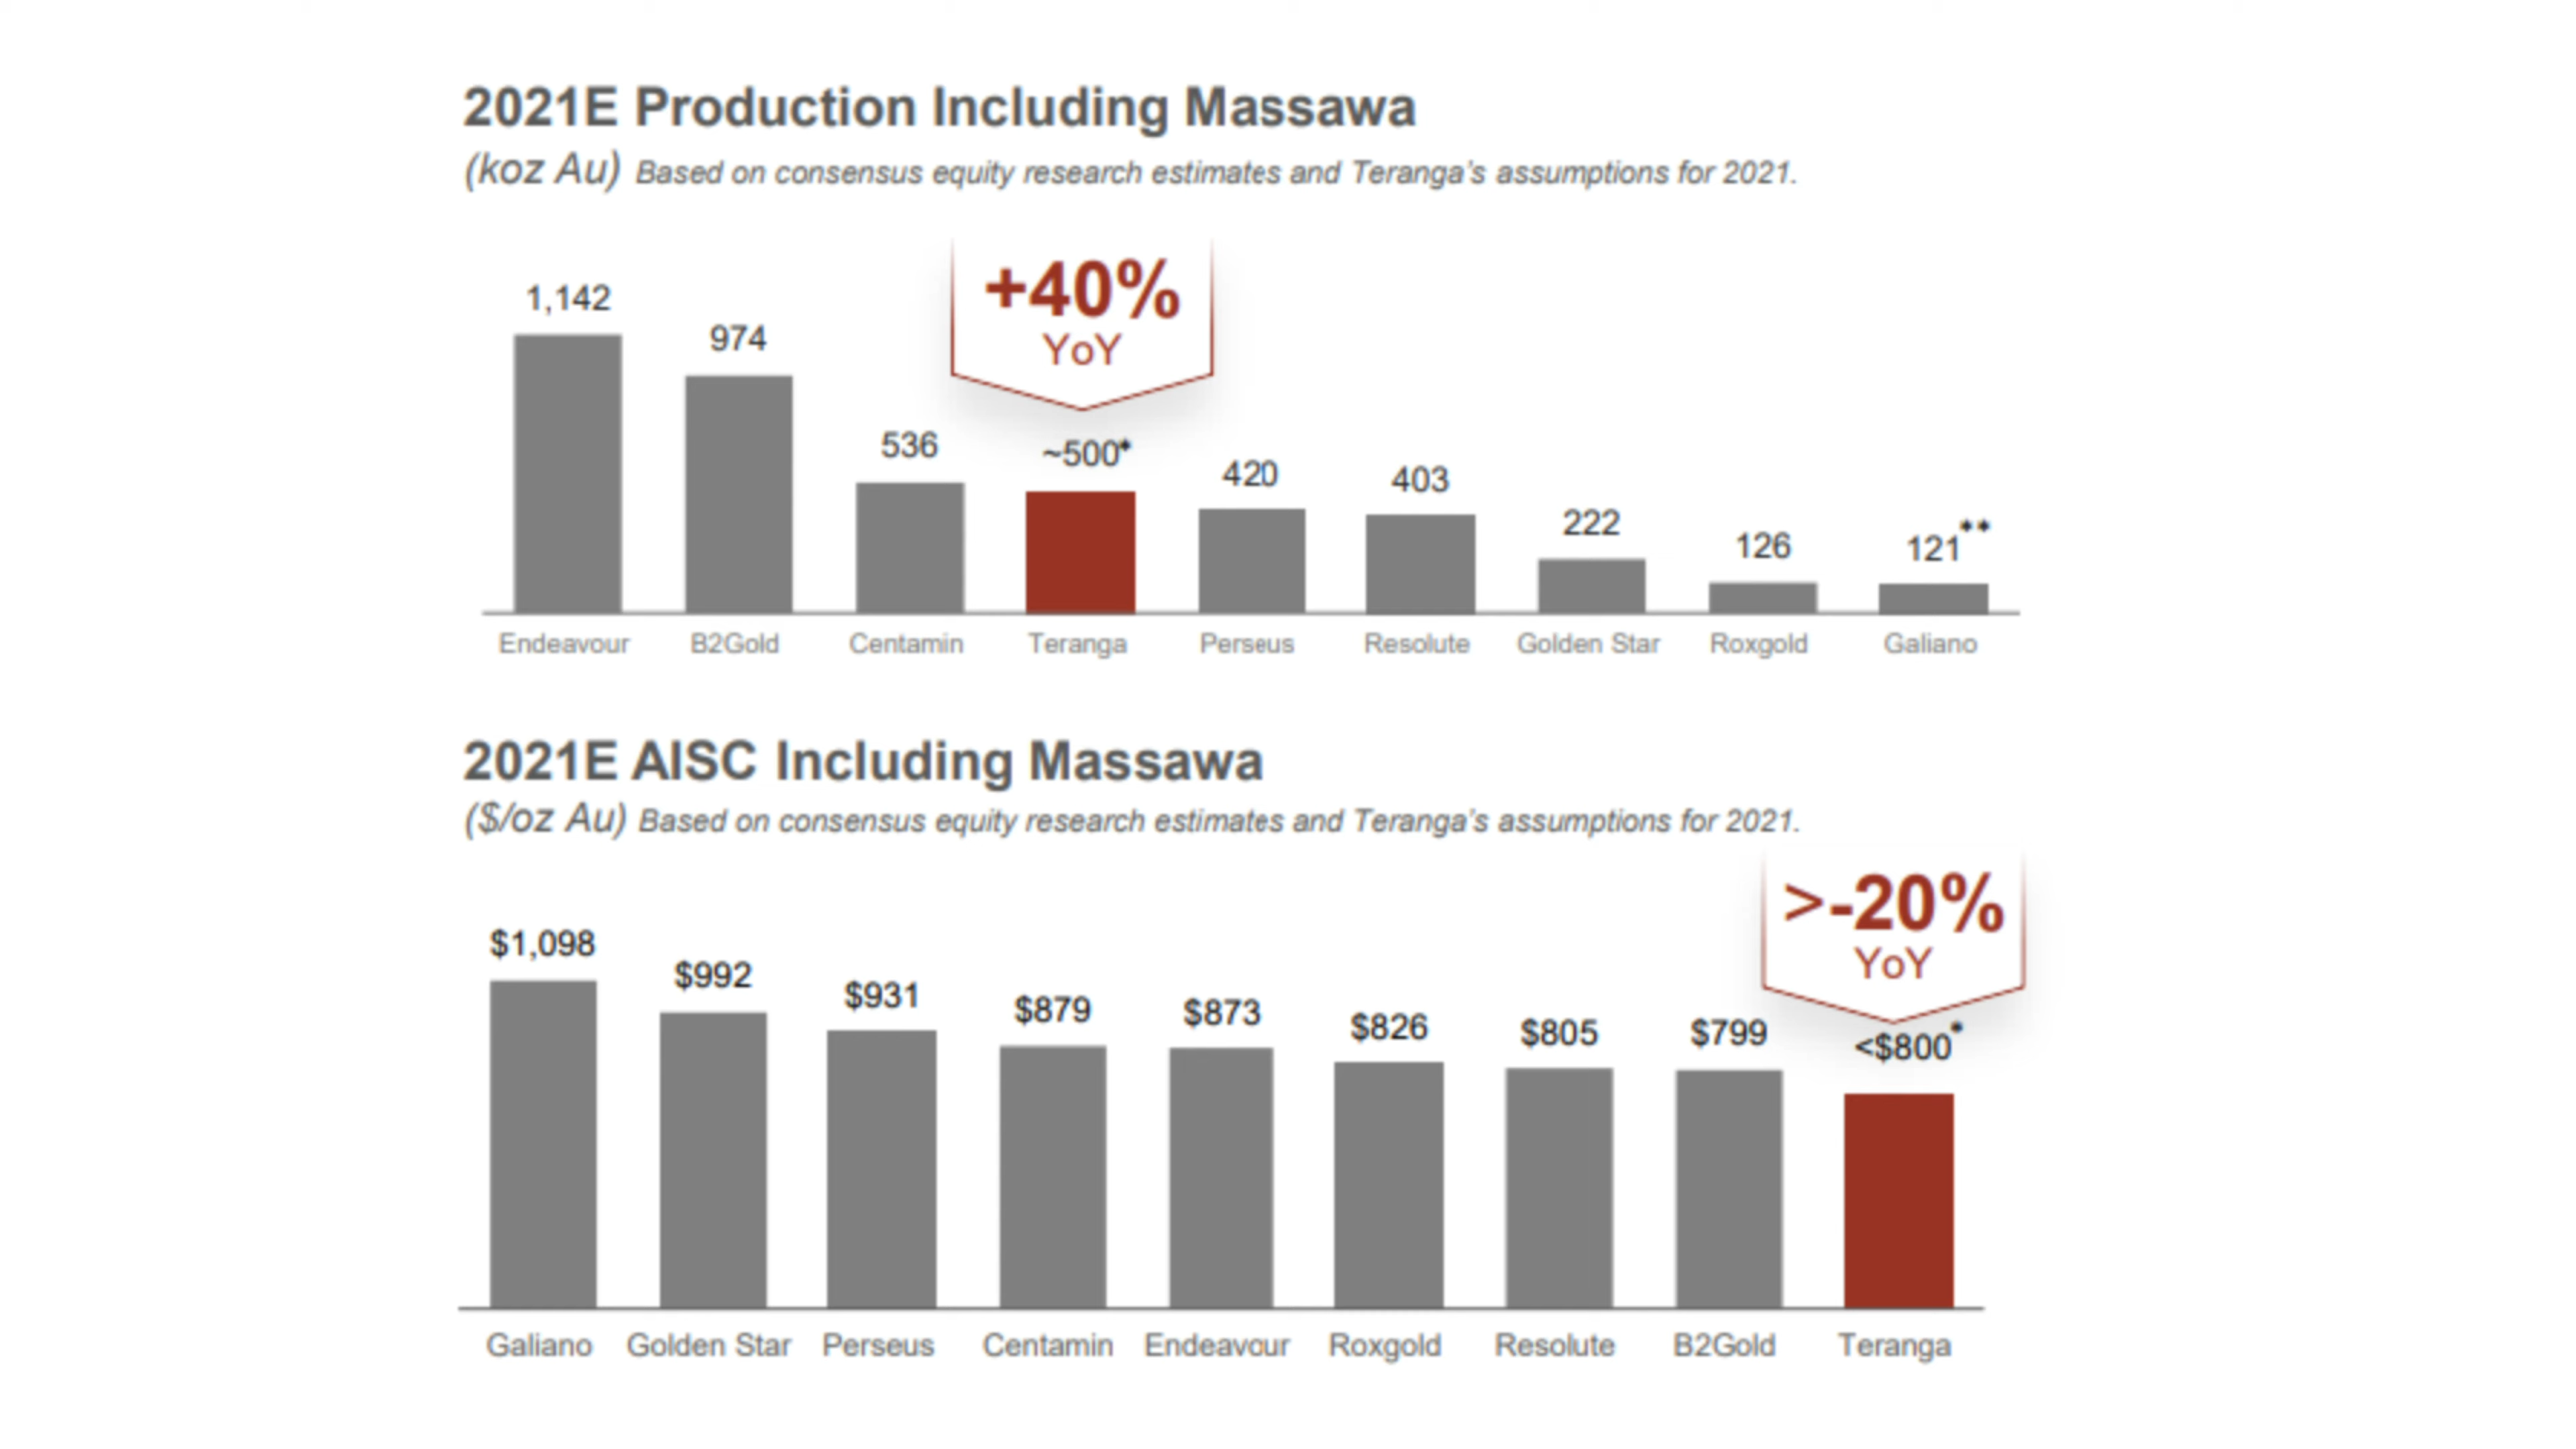 2021E Production Including Massawa
(koz Au) Based on consensus equity research estimates and Teranga's assumptions for 2021.
+40%
YoY
1,142
974
536
~500*
420
403
222
126
121**
Endeavour B2Gold Centamin Teranga Perseus Resolute Golden Star Roxgold Galiano
2021E AISC Including Massawa
($/oz Au) Based on consensus equity research estimates and Teranga's assumptions for 2021.
>-20%
YoY
$1,098
$992
$931
$879
$873
$826
$805
$799
<$800*
Galiano Golden Star Perseus Centamin Endeavour Roxgold Resolute B2Gold Teranga